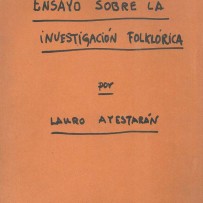 ENSAYO SOBRE LA
INVESTIGACIÓN FOLKLÓRICA
por
LAURO AYESTARÁN